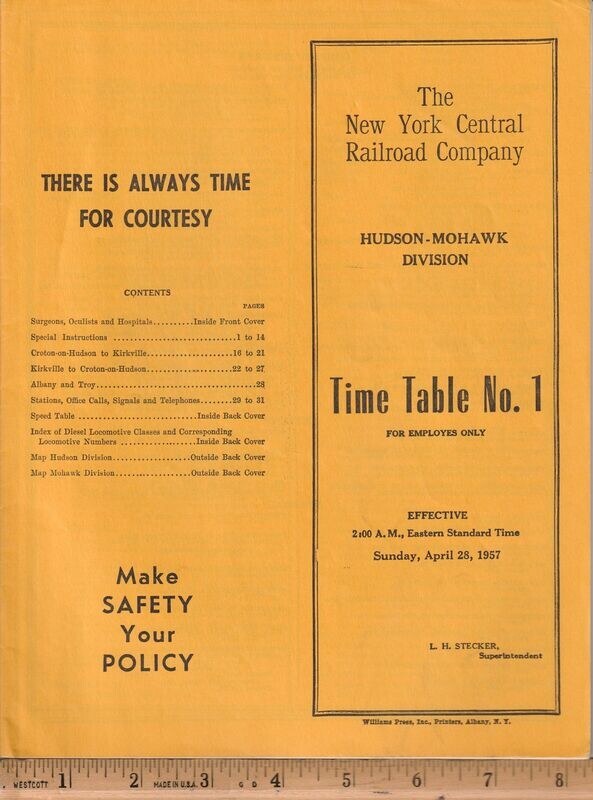 THERE IS ALWAYS TIME
FOR COURTESY
CONTENTS
PAGES
Surgeons, Oculists and Hospitals..........Inside Front Cover
Special Instructions ..............................1 to 14
Croton-on-Hudson to Kirkville.....................16 to 21
Kirkville to Croton-on-Hudson.....................22 to 27
Albany and Troy.......................................28
Stations, Office Calls, Signals and Telephones........29 to 31
Speed Table ..............................Inside Back Cover
Index of Diesel Locomotive Classes and Corresponding
Locomotive Numbers ..................Inside Back Cover
Map Hudson Division...................Outside Back Cover
Map Mohawk Division..................Outside Back Cover
Make
SAFETY
Your
POLICY
The
New York Central
Railroad Company
HUDSON-MOHAWK
DIVISION
Time Table No. 1
FOR EMPLOYES ONLY
EFFECTIVE
2:00 A.M., Eastern Standard Time
Sunday, April 28, 1957
L. H. STECKER,
Superintendent
Williams Press, Inc., Printers, Albany, N. Y.
WESTCOTT 1 2 MADE IN U.S.A. 3 G D 4 5 6 7 8